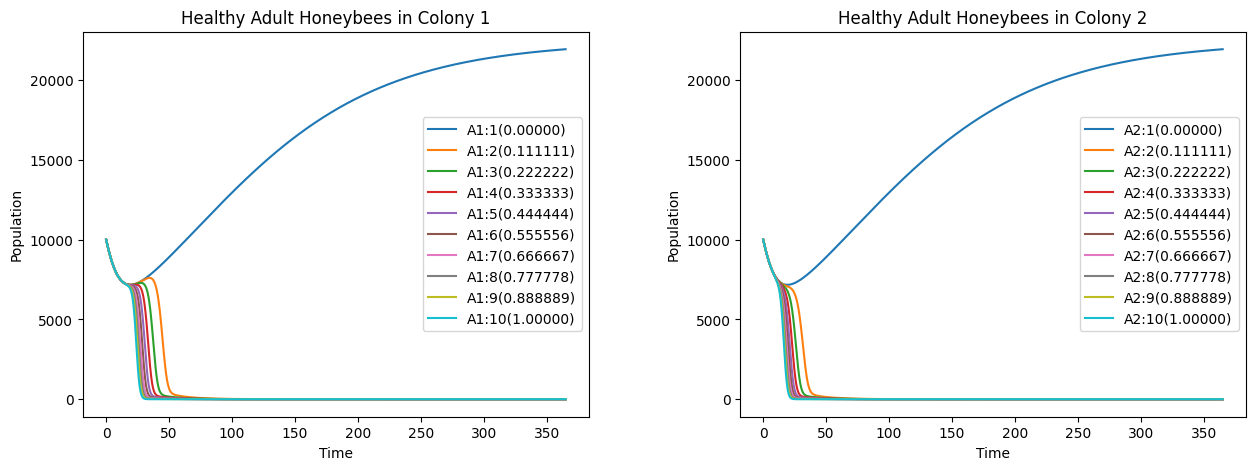 Healthy Adult Honeybees in Colony 1
Population
20000
15000
10000
5000
0
A1:1(0.00000)
A1:2(0.111111)
A1:3(0.222222)
A1:4(0.333333)
A1:5(0.444444)
A1:6(0.555556)
A1:7(0.666667)
A1:8(0.777778)
A1:9(0.888889)
A1:10(1.00000)
0 50 100 150 200 250 300 350
Time
Healthy Adult Honeybees in Colony 2
Population
20000
15000
10000
5000
0
A2:1(0.00000)
A2:2(0.111111)
A2:3(0.222222)
A2:4(0.333333)
A2:5(0.444444)
A2:6(0.555556)
A2:7(0.666667)
A2:8(0.777778)
A2:9(0.888889)
A2:10(1.00000)
0 50 100 150 200 250 300 350
Time